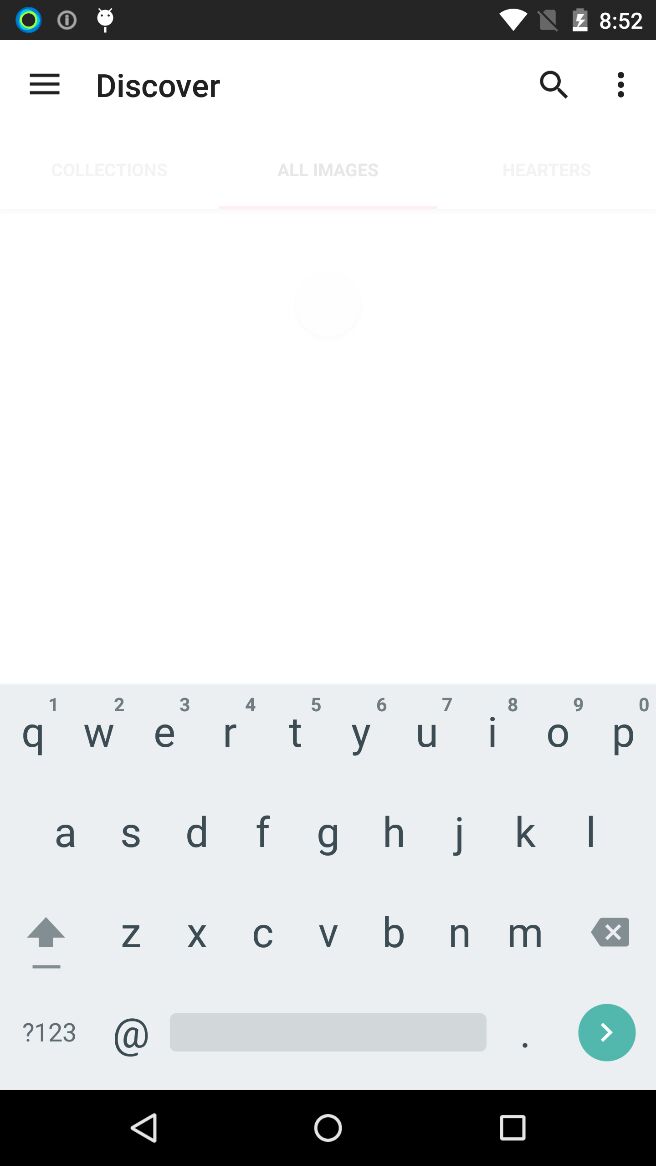 8:52
Discover
COLLECTIONS ALL IMAGES HEARTERS
1 2 3 4 5 6 7 8 9 0
q w e r t y u i o p
a s d f g h j k l
z x c v b n m
?123 @ .